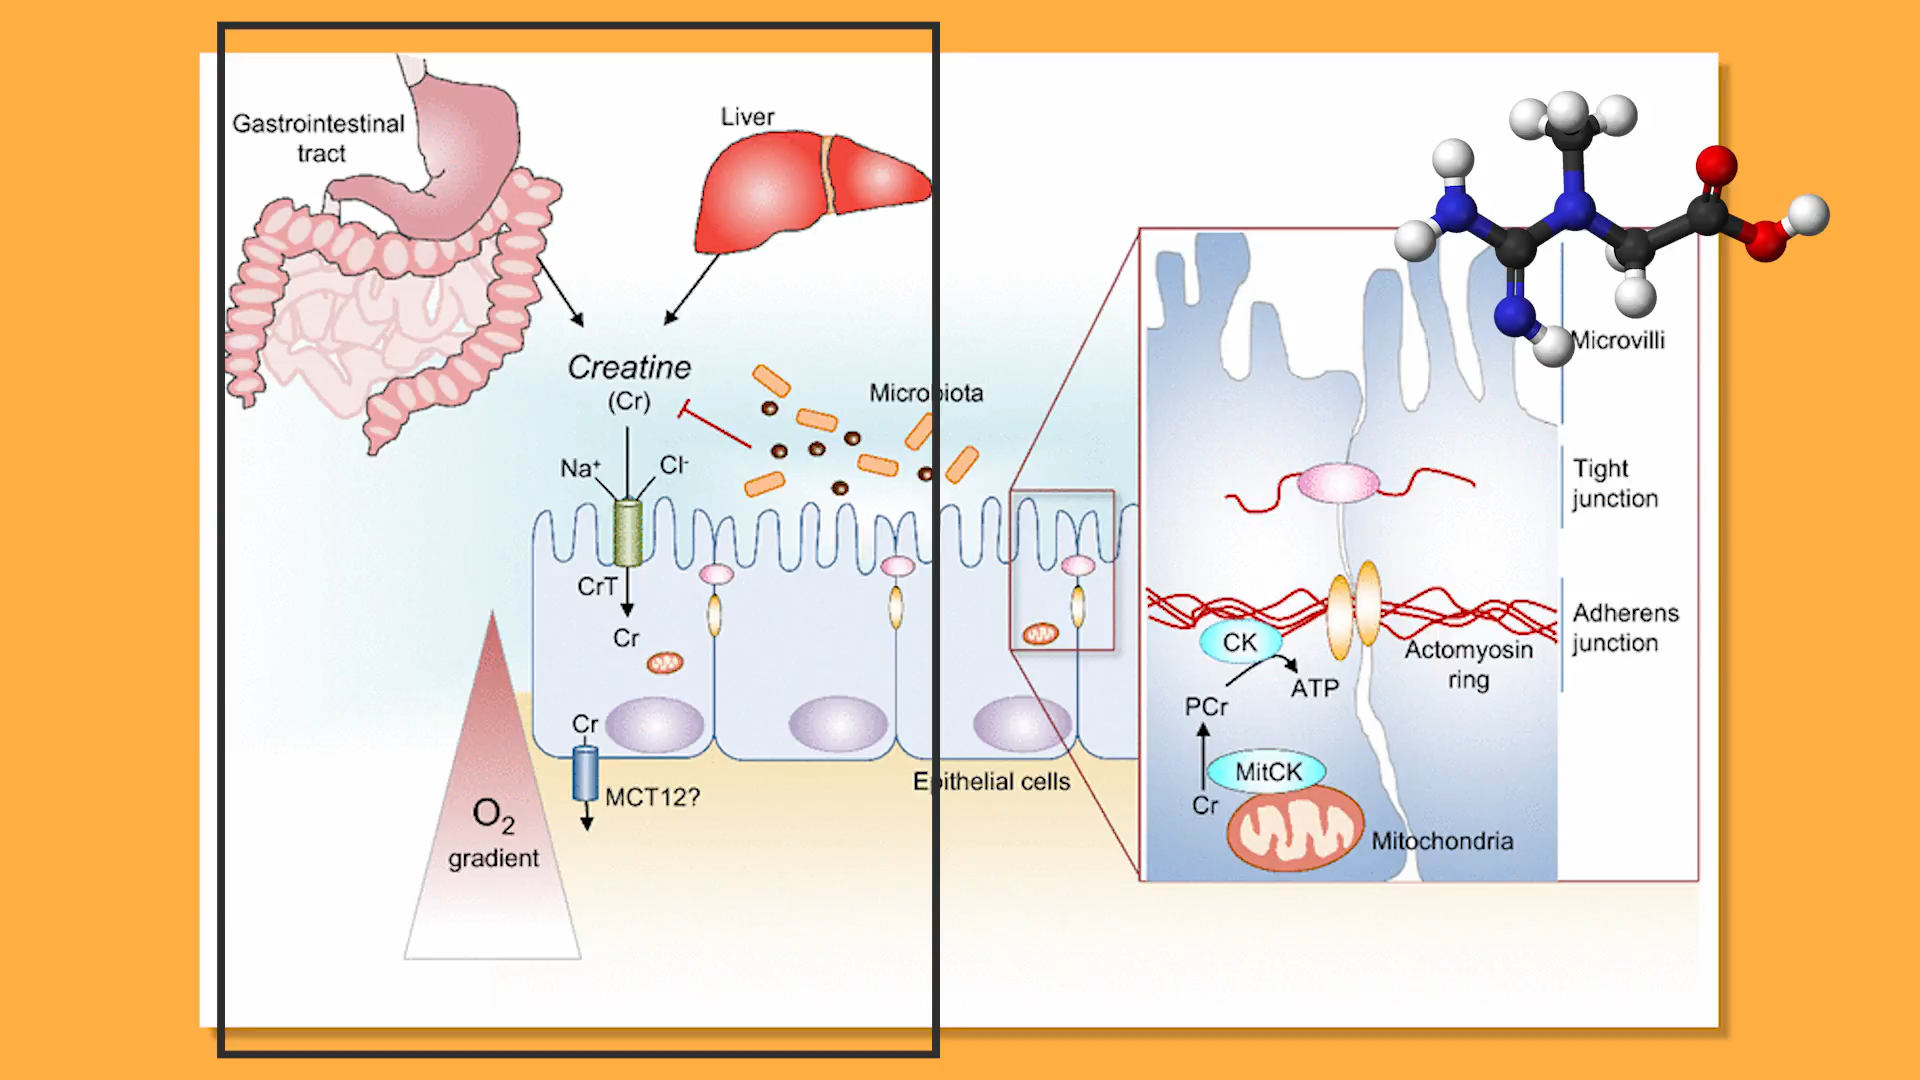 Gastrointestinal
tract
Liver
Creatine
(Cr)
Microbiota
Na⁺
Cl⁻
CrT
Cr
Cr
MCT12?
Epithelial cells
O₂
gradient
Microvilli
Tight
junction
Adherens
junction
CK
Actomyosin
ring
ATP
PCr
MitCK
Cr
Mitochondria